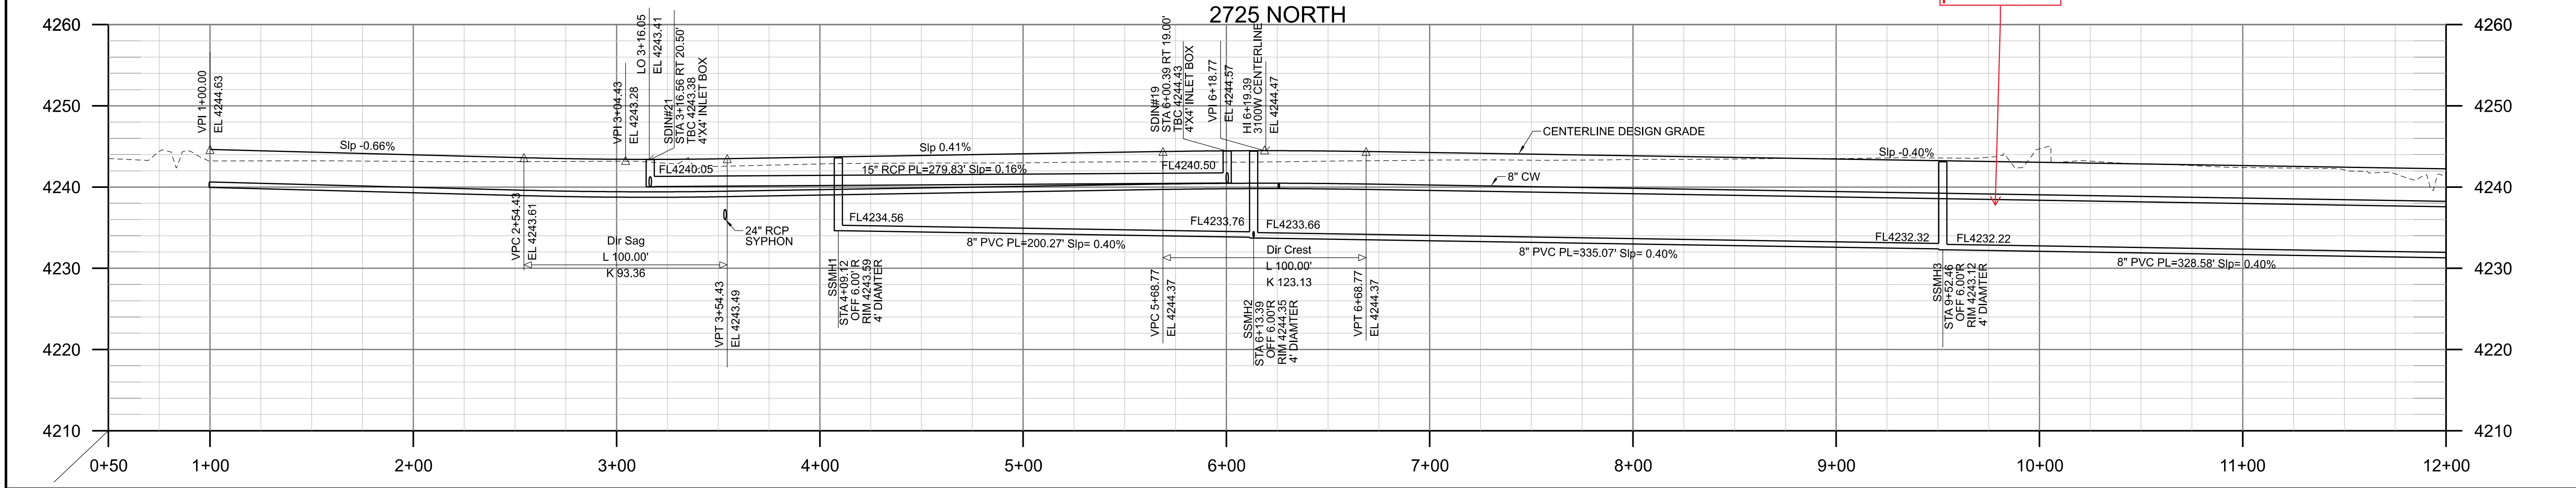 2725 NORTH
4260
4250
4240
4230
4220
4210
4260
4250
4240
4230
4220
4210
VPI 1+00.00
EL 4244.63
Slp -0.66%
VPC 2+54.43
EL 4243.61
Dir Sag
L 100.00'
K 93.36
VPI 3+04.43
EL 4243.28
LO 3+16.05
EL 4243.41
SDIN#21
STA 3+16.56 RT 20.50'
TBC 4243.38
4'X4' INLET BOX
FL4240.05
24" RCP
SYPHON
VPT 3+54.43
EL 4243.49
SSMH1
STA 4+09.12
OFF 6.00' R
RIM 4243.59
4' DIAMTER
FL4234.56
Slp 0.41%
15" RCP PL=279.83' Slp= 0.16%
8" PVC PL=200.27' Slp= 0.40%
SDIN#19
STA 6+00.39 RT 19.00'
TBC 4244.43
4'X4' INLET BOX
VPI 6+18.77
EL 4244.57
HI 6+19.39
3100W CENTERLINE
EL 4244.47
FL4240.50
FL4233.76
FL4233.66
VPC 5+68.77
EL 4244.37
Dir Crest
L 100.00'
K 123.13
SSMH2
STA 6+13.39
OFF 6.00'R
RIM 4244.35
4' DIAMTER
VPT 6+68.77
EL 4244.37
CENTERLINE DESIGN GRADE
8" CW
8" PVC PL=335.07' Slp= 0.40%
Slp -0.40%
FL4232.32
FL4232.22
SSMH3
STA 9+52.46
OFF 6.00'R
RIM 4243.12
4' DIAMTER
8" PVC PL=328.58' Slp= 0.40%
0+50
1+00
2+00
3+00
4+00
5+00
6+00
7+00
8+00
9+00
10+00
11+00
12+00